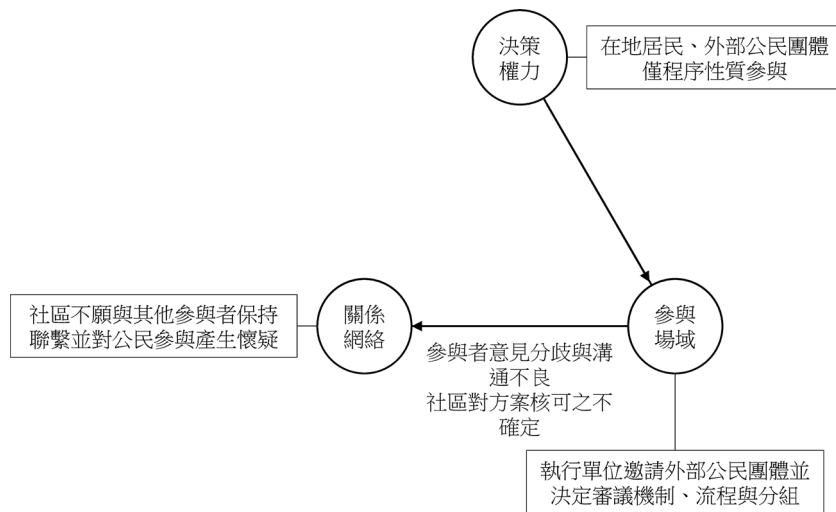 決策
權力
在地居民、外部公民團體
僅程序性質參與
社區不願與其他參與者保持
聯繫並對公民參與產生懷疑
關係
網絡
參與者意見分歧與溝
通不良
社區對方案核可之不
確定
參與
場域
執行單位邀請外部公民團體並
決定審議機制、流程與分組